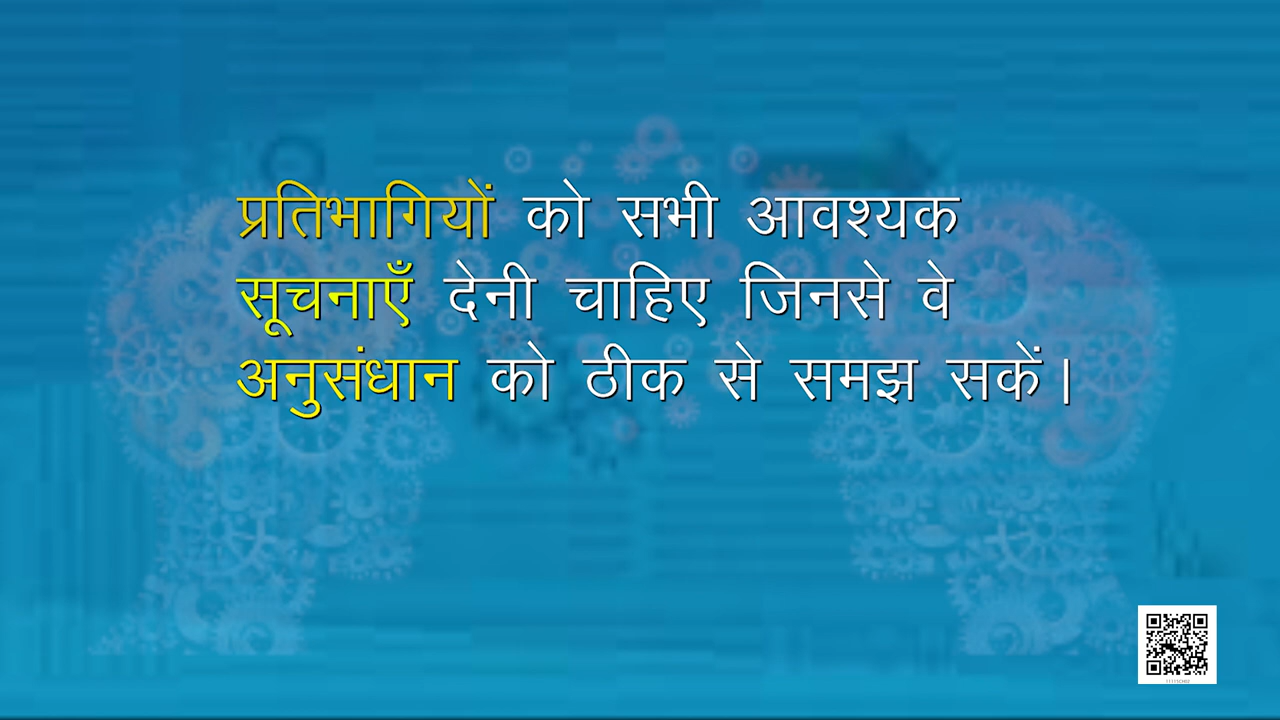 प्रतिभागियों को सभी आवश्यक
सूचनाएँ देनी चाहिए जिनसे वे
अनुसंधान को ठीक से समझ सकें।